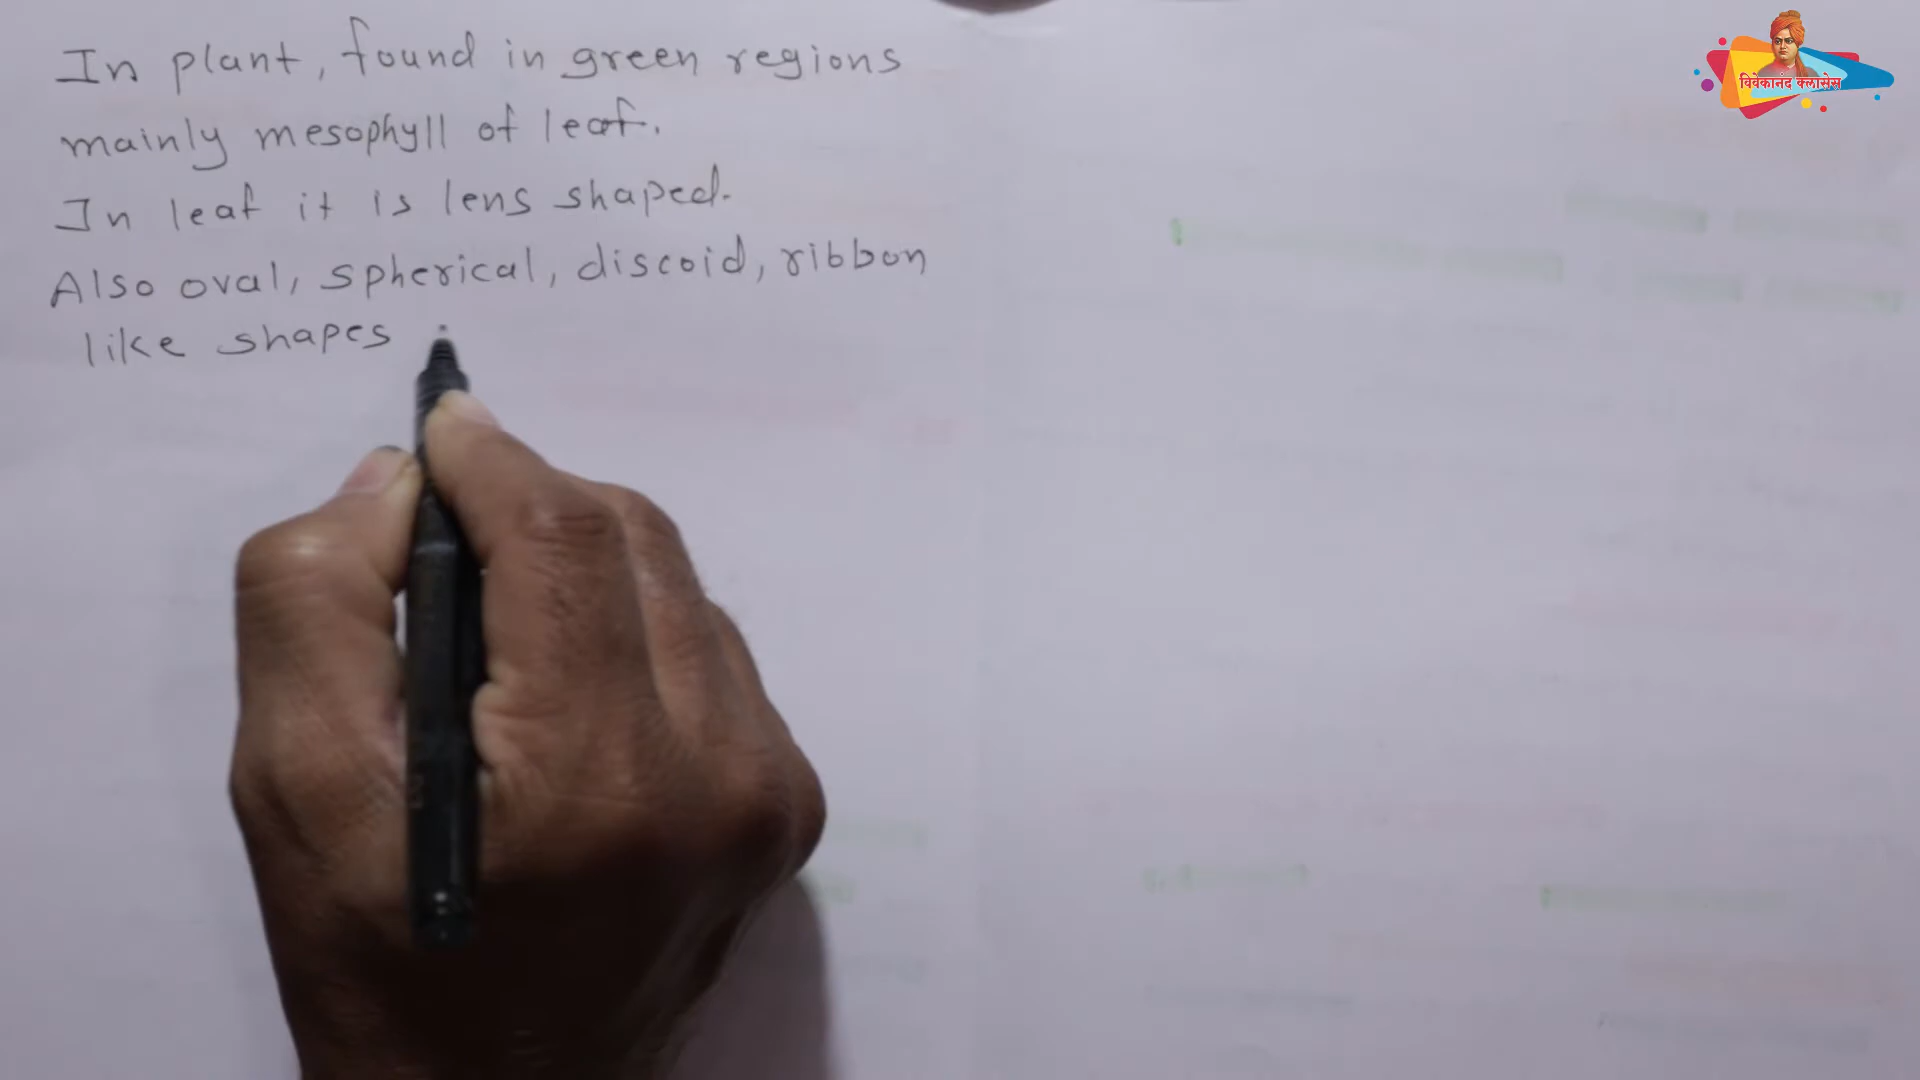 In plant, found in green regions
mainly mesophyll of leaf.
In leaf it is lens shaped.
Also oval, spherical, discoid, ribbon
like shapes
विवेकानंद क्लासेस